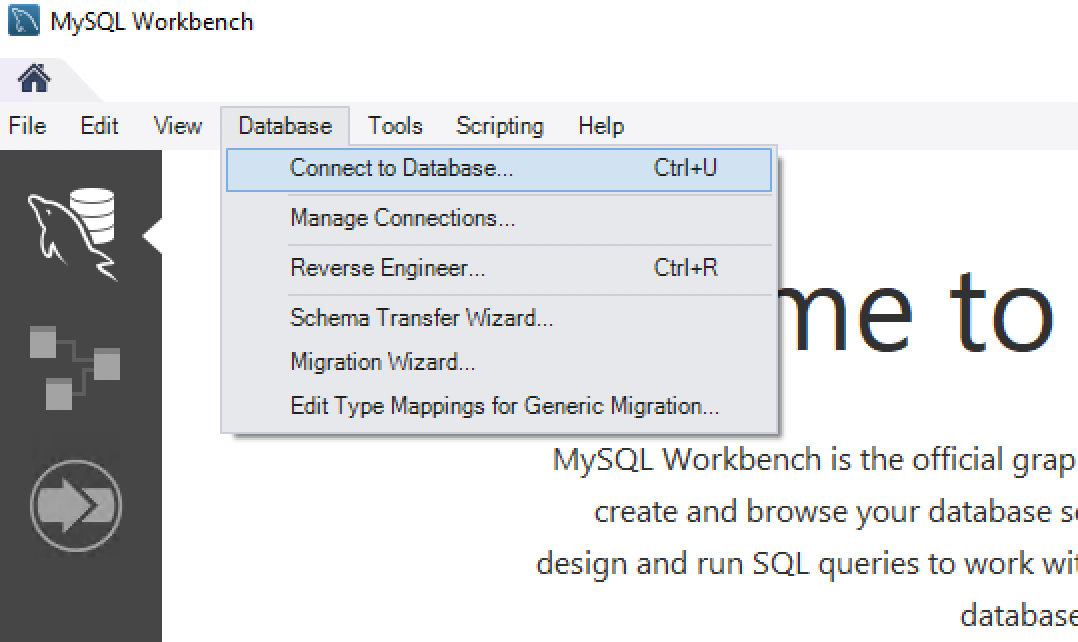 MySQL Workbench
File Edit View Database Tools Scripting Help
Connect to Database... Ctrl+U
Manage Connections...
Reverse Engineer... Ctrl+R
Schema Transfer Wizard...
Migration Wizard...
Edit Type Mappings for Generic Migration...
me to
MySQL Workbench is the official grap
create and browse your database s
design and run SQL queries to work wit
database